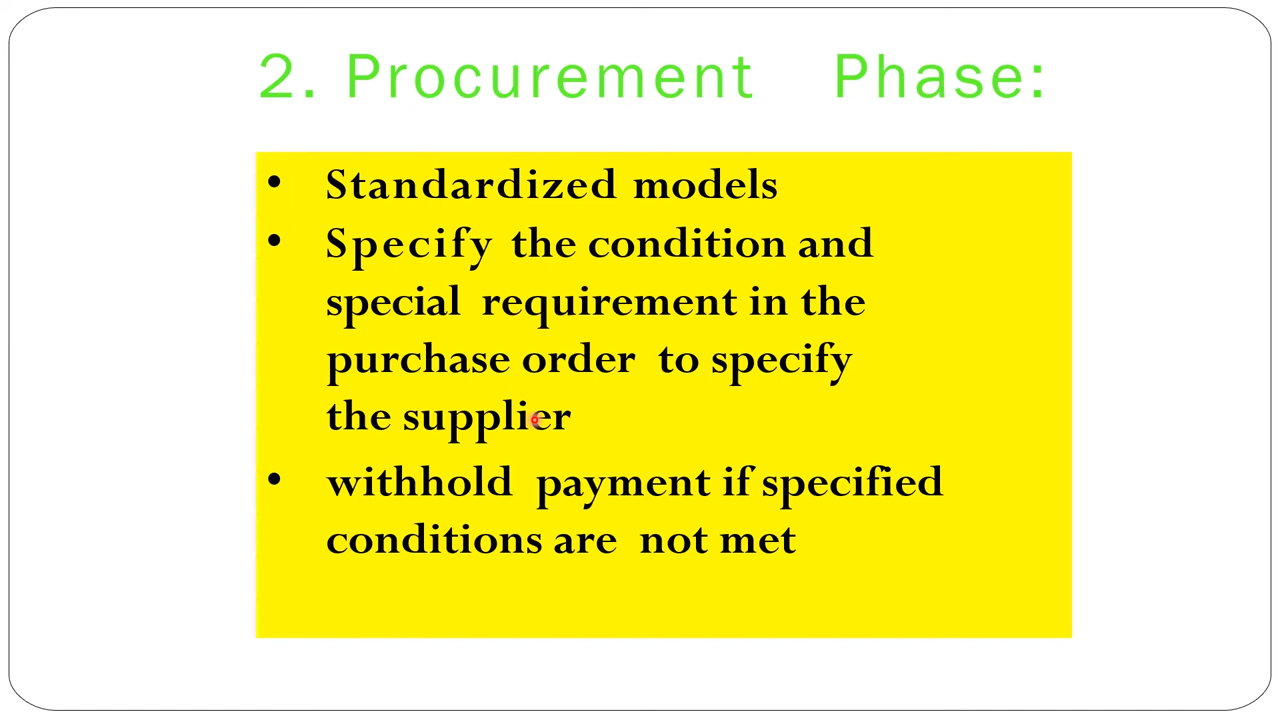 2. Procurement Phase:
• Standardized models
• Specify the condition and
special requirement in the
purchase order to specify
the supplier
• withhold payment if specified
conditions are not met